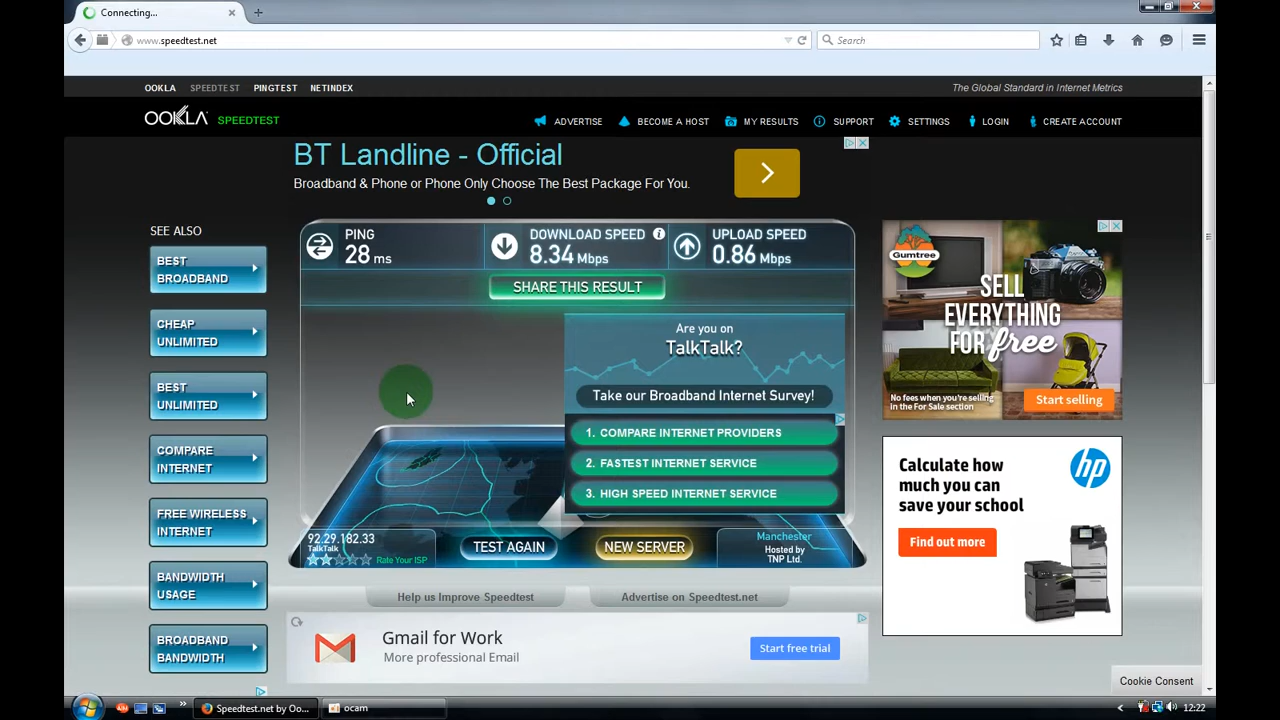 Connecting...
www.speedtest.net
Search
OOKLA SPEEDTEST PINGTEST NETINDEX
The Global Standard in Internet Metrics
OOKLA SPEEDTEST
ADVERTISE BECOME A HOST MY RESULTS SUPPORT SETTINGS LOGIN CREATE ACCOUNT
BT Landline - Official
Broadband & Phone or Phone Only Choose The Best Package For You.
SEE ALSO
BEST
BROADBAND
CHEAP
UNLIMITED
BEST
UNLIMITED
COMPARE
INTERNET
FREE WIRELESS
INTERNET
BANDWIDTH
USAGE
BROADBAND
BANDWIDTH
PING
28 ms
DOWNLOAD SPEED
8.34 Mbps
UPLOAD SPEED
0.86 Mbps
SHARE THIS RESULT
Are you on
TalkTalk?
Take our Broadband Internet Survey!
1. COMPARE INTERNET PROVIDERS
2. FASTEST INTERNET SERVICE
3. HIGH SPEED INTERNET SERVICE
92.29.182.33
TalkTalk
Rate Your ISP
TEST AGAIN
NEW SERVER
Manchester
Hosted by
TNP Ltd.
Help us Improve Speedtest
Advertise on Speedtest.net
Gmail for Work
More professional Email
Start free trial
Gumtree
SELL
EVERYTHING
FOR free
No fees when you're selling
in the For Sale section
Start selling
Calculate how
much you can
save your school
hp
Find out more
Cookie Consent
Speedtest.net by Oo...
ocam
12:22